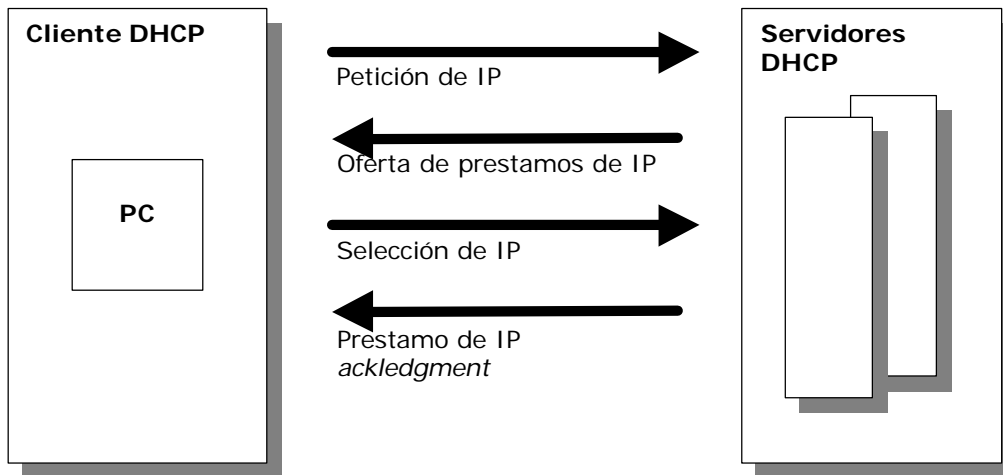 Cliente DHCP
PC
Petición de IP
Oferta de prestamos de IP
Selección de IP
Prestamo de IP
ackledgment
Servidores
DHCP